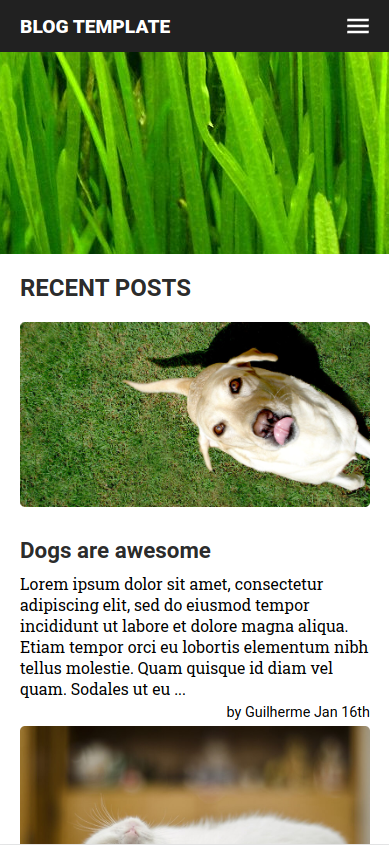 BLOG TEMPLATE
RECENT POSTS
Dogs are awesome
Lorem ipsum dolor sit amet, consectetur
adipiscing elit, sed do eiusmod tempor
incididunt ut labore et dolore magna aliqua.
Etiam tempor orci eu lobortis elementum nibh
tellus molestie. Quam quisque id diam vel
quam. Sodales ut eu ...
by Guilherme Jan 16th